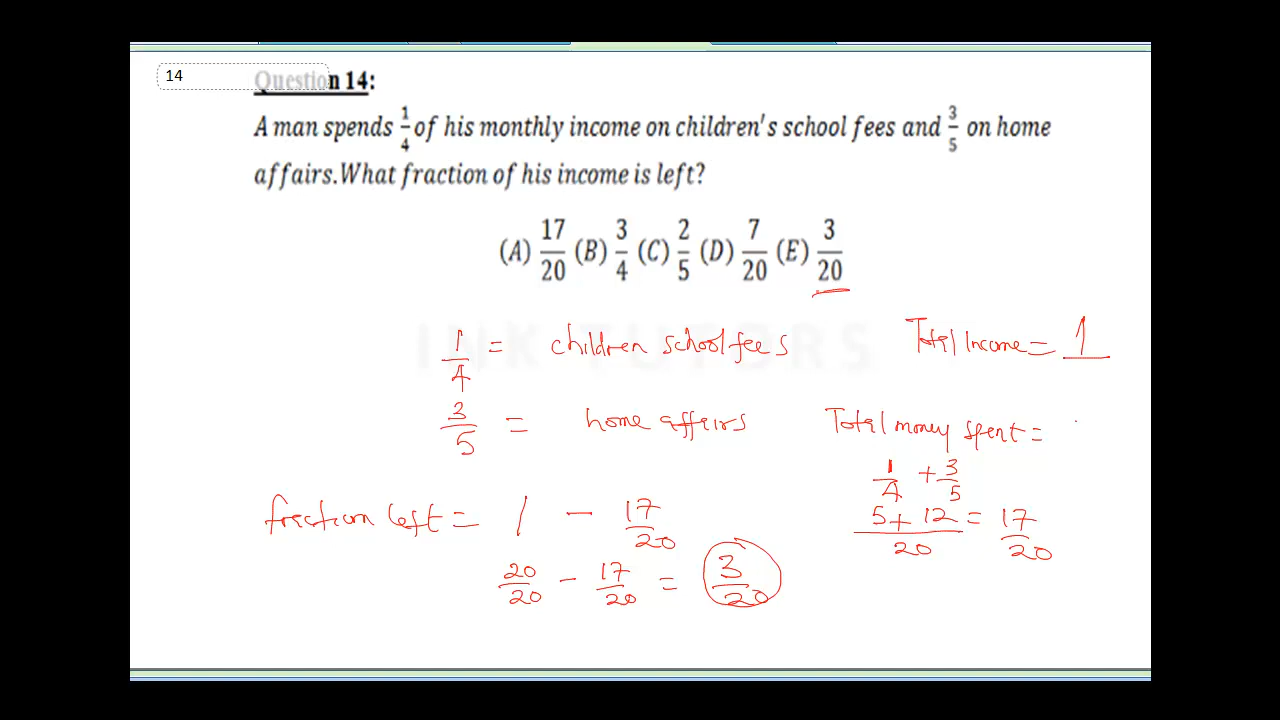 14
Question 14:
A man spends 1/4 of his monthly income on children's school fees and 3/5 on home
affairs.What fraction of his income is left?
(A) 17/20 (B) 3/4 (C) 2/5 (D) 7/20 (E) 3/20
INK TUTORS
1/4 = children school fees
Total Income = 1
3/5 = home affairs
Total money spent =
1/4 + 3/5
5 + 12/20 = 17/20
fraction left = 1 - 17/20
20/20 - 17/20 = 3/20